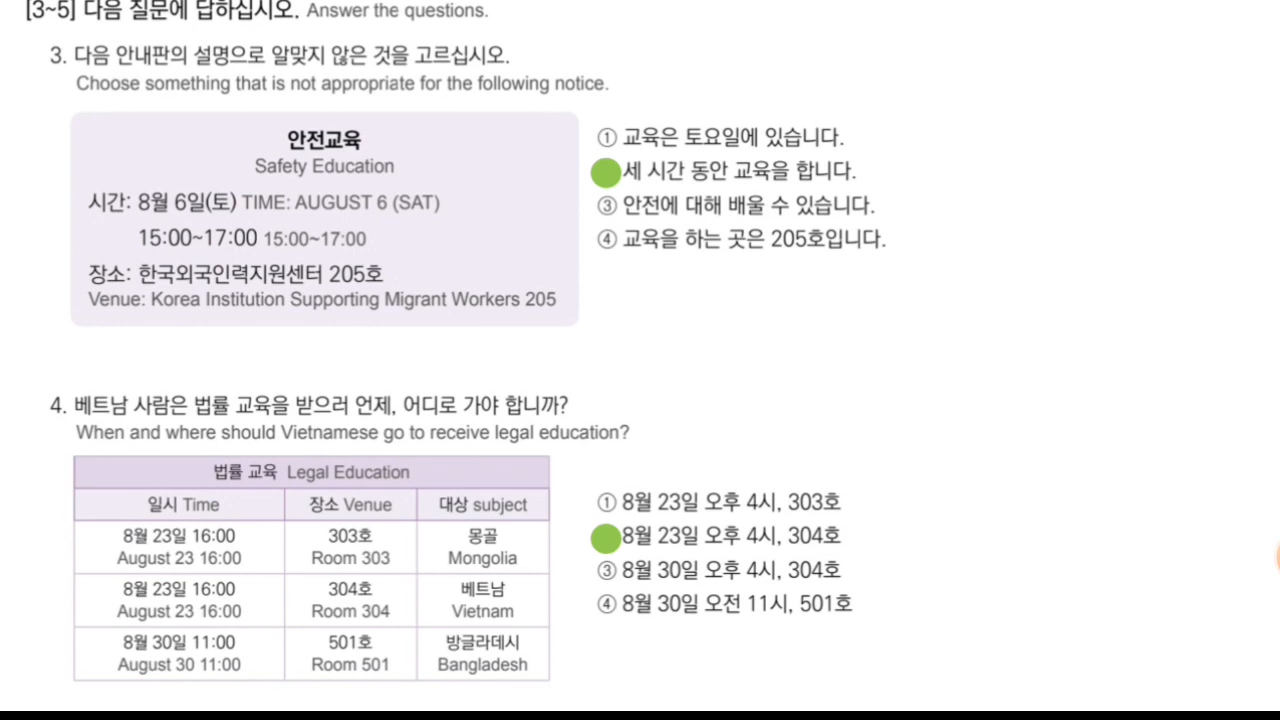 [3~5] 다음 질문에 답하십시오. Answer the questions.
3. 다음 안내판의 설명으로 알맞지 않은 것을 고르십시오.
Choose something that is not appropriate for the following notice.
안전교육
Safety Education
시간: 8월 6일(토) TIME: AUGUST 6 (SAT)
15:00~17:00 15:00~17:00
장소: 한국외국인력지원센터 205호
Venue: Korea Institution Supporting Migrant Workers 205
① 교육은 토요일에 있습니다.
세 시간 동안 교육을 합니다.
③ 안전에 대해 배울 수 있습니다.
④ 교육을 하는 곳은 205호입니다.
4. 베트남 사람은 법률 교육을 받으러 언제, 어디로 가야 합니까?
When and where should Vietnamese go to receive legal education?
법률 교육 Legal Education
일시 Time 장소 Venue 대상 subject
8월 23일 16:00 303호 몽골
August 23 16:00 Room 303 Mongolia
8월 23일 16:00 304호 베트남
August 23 16:00 Room 304 Vietnam
8월 30일 11:00 501호 방글라데시
August 30 11:00 Room 501 Bangladesh
① 8월 23일 오후 4시, 303호
8월 23일 오후 4시, 304호
③ 8월 30일 오후 4시, 304호
④ 8월 30일 오전 11시, 501호